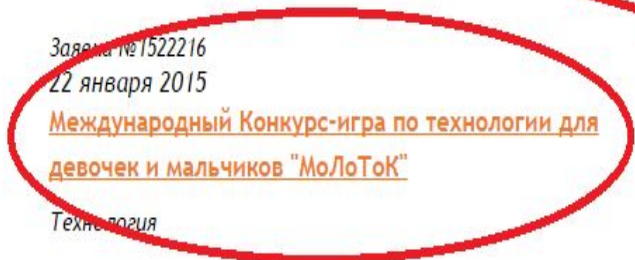 Заявка №1522216
22 января 2015
Международный Конкурс-игра по технологии для
девочек и мальчиков "МоЛоТоК"
Технология